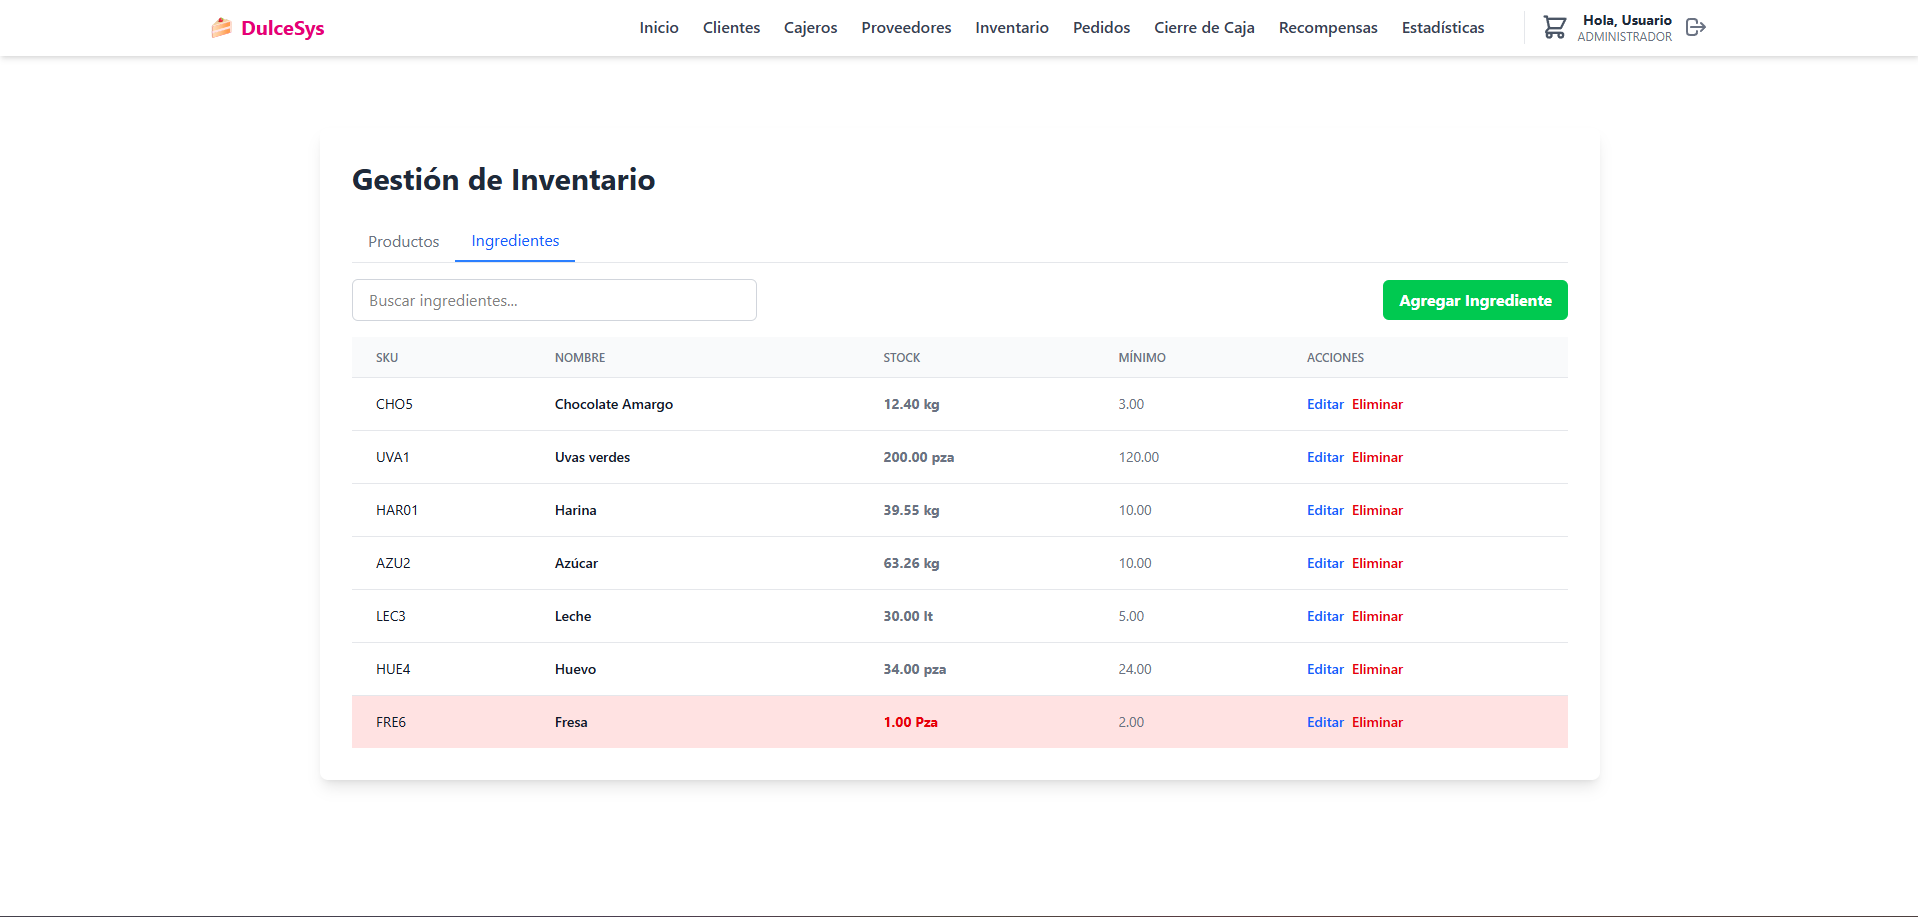 DulceSys Inicio Clientes Cajeros Proveedores Inventario Pedidos Cierre de Caja Recompensas Estadísticas Hola, Usuario
ADMINISTRADOR
Gestión de Inventario
Productos Ingredientes
Buscar ingredientes... Agregar Ingrediente
SKU NOMBRE STOCK MÍNIMO ACCIONES
CHO5 Chocolate Amargo 12.40 kg 3.00 Editar Eliminar
UVA1 Uvas verdes 200.00 pza 120.00 Editar Eliminar
HAR01 Harina 39.55 kg 10.00 Editar Eliminar
AZU2 Azúcar 63.26 kg 10.00 Editar Eliminar
LEC3 Leche 30.00 lt 5.00 Editar Eliminar
HUE4 Huevo 34.00 pza 24.00 Editar Eliminar
FRE6 Fresa 1.00 Pza 2.00 Editar Eliminar